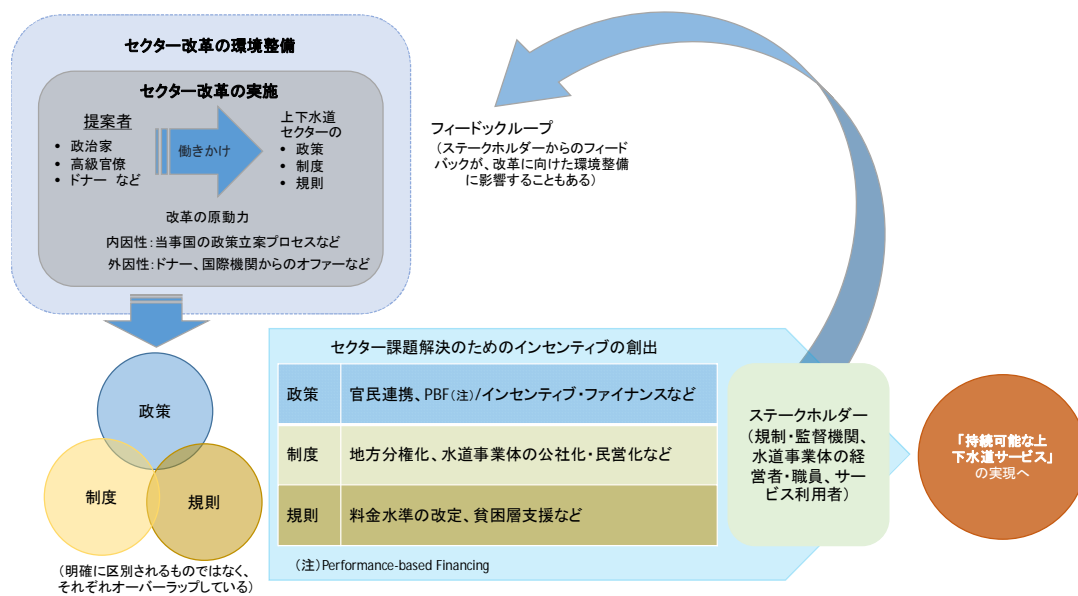 セクター改革の環境整備
セクター改革の実施
提案者
• 政治家
• 高級官僚
• ドナー など
働きかけ
上下水道
セクターの
• 政策
• 制度
• 規則
改革の原動力
内因性：当事国の政策立案プロセスなど
外因性：ドナー、国際機関からのオファーなど
フィードックループ
（ステークホルダーからのフィード
バックが、改革に向けた環境整備
に影響することもある）
政策
制度
規則
（明確に区別されるものではなく、
それぞれオーバーラップしている）
セクター課題解決のためのインセンティブの創出
政策 官民連携、PBF（注）/インセンティブ・ファイナンスなど
制度 地方分権化、水道事業体の公社化・民営化など
規則 料金水準の改定、貧困層支援など
（注）Performance-based Financing
ステークホルダー
（規制・監督機関、
水道事業体の経
営者・職員、サー
ビス利用者）
「持続可能な上
下水道サービス」
の実現へ